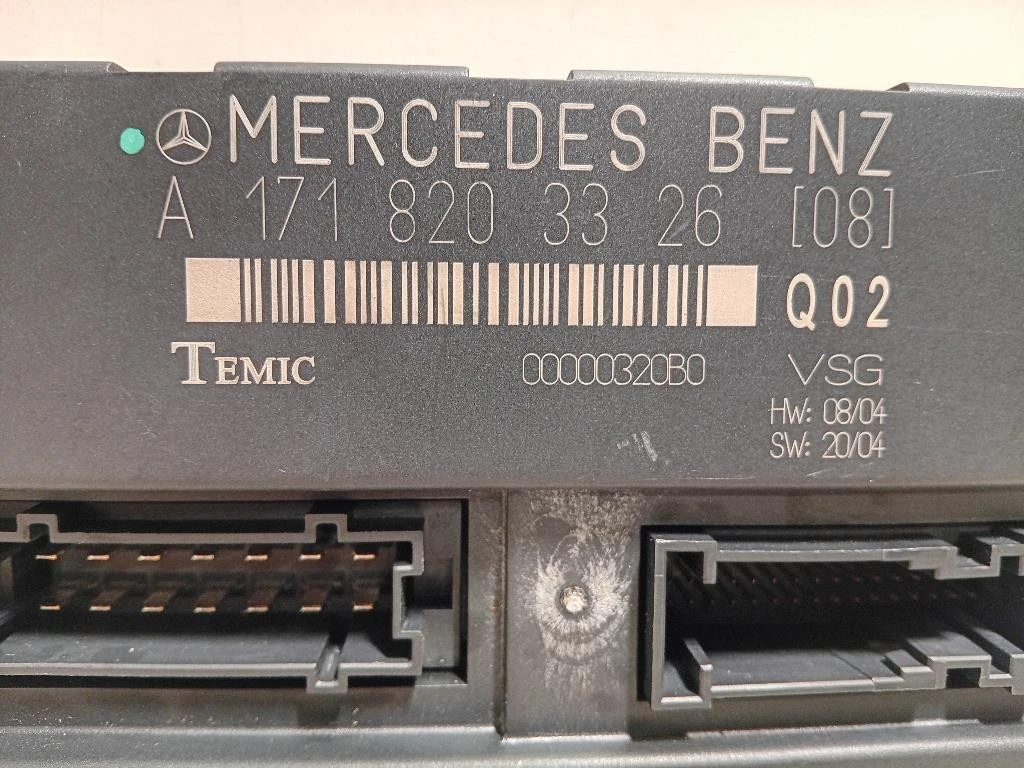 MERCEDES BENZ
A 171 820 33 26 [08]
Q02
TEMIC 00000320B0 VSG
HW: 08/04
SW: 20/04